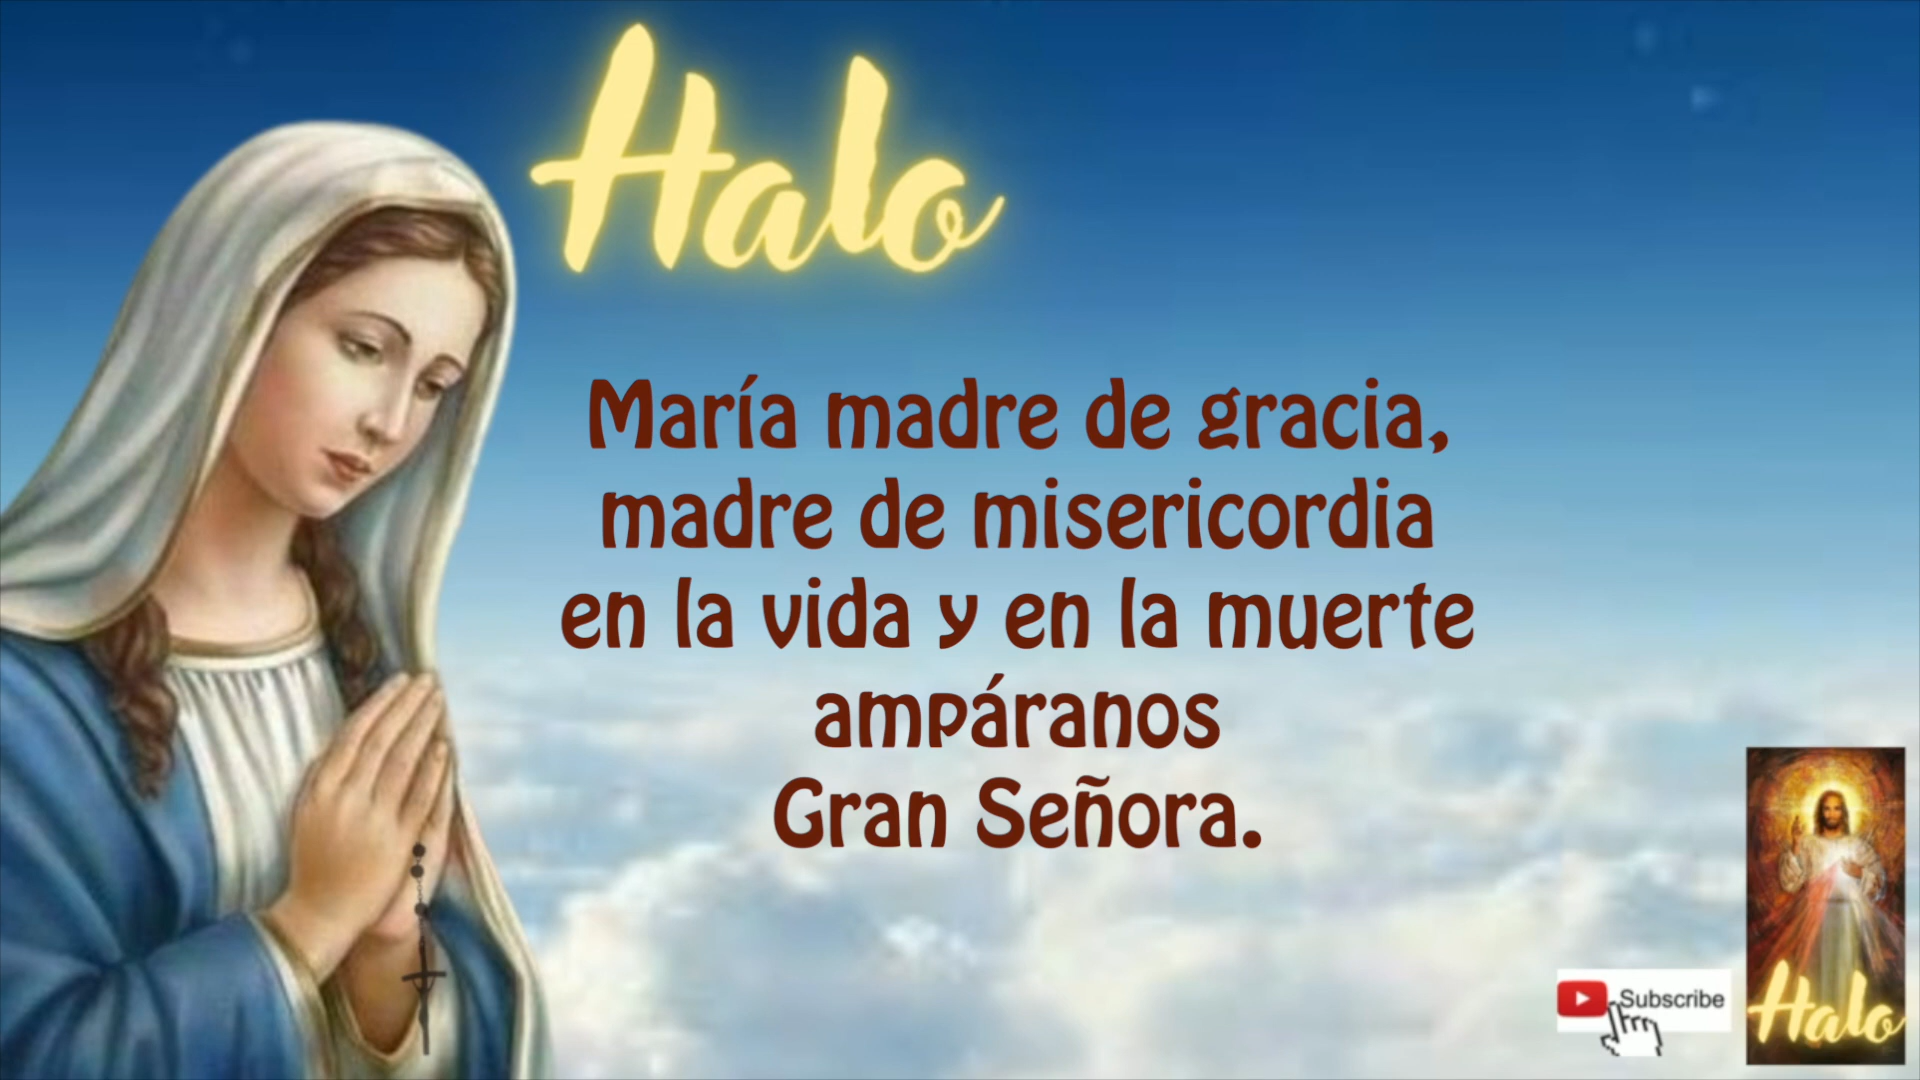 Halo
María madre de gracia,
madre de misericordia
en la vida y en la muerte
ampáranos
Gran Señora.
Subscribe
Halo